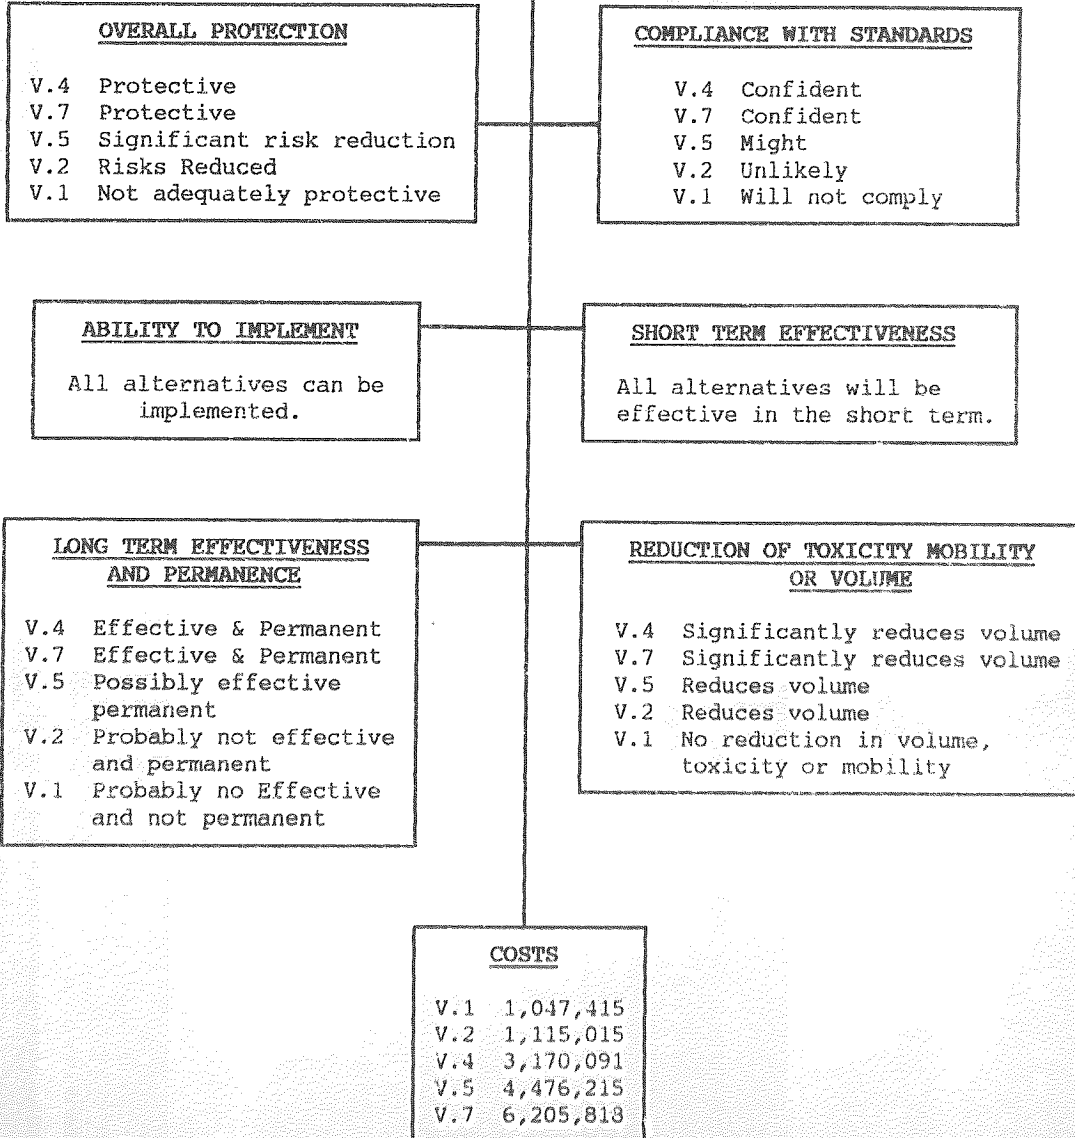 OVERALL PROTECTION
V.4 Protective
V.7 Protective
V.5 Significant risk reduction
V.2 Risks Reduced
V.1 Not adequately protective
COMPLIANCE WITH STANDARDS
V.4 Confident
V.7 Confident
V.5 Might
V.2 Unlikely
V.1 Will not comply
ABILITY TO IMPLEMENT
All alternatives can be
implemented.
SHORT TERM EFFECTIVENESS
All alternatives will be
effective in the short term.
LONG TERM EFFECTIVENESS
AND PERMANENCE
V.4 Effective & Permanent
V.7 Effective & Permanent
V.5 Possibly effective
permanent
V.2 Probably not effective
and permanent
V.1 Probably no Effective
and not permanent
REDUCTION OF TOXICITY MOBILITY
OR VOLUME
V.4 Significantly reduces volume
V.7 Significantly reduces volume
V.5 Reduces volume
V.2 Reduces volume
V.1 No reduction in volume,
toxicity or mobility
COSTS
V.1 1,047,415
V.2 1,115,015
V.4 3,170,091
V.5 4,476,215
V.7 6,205,818